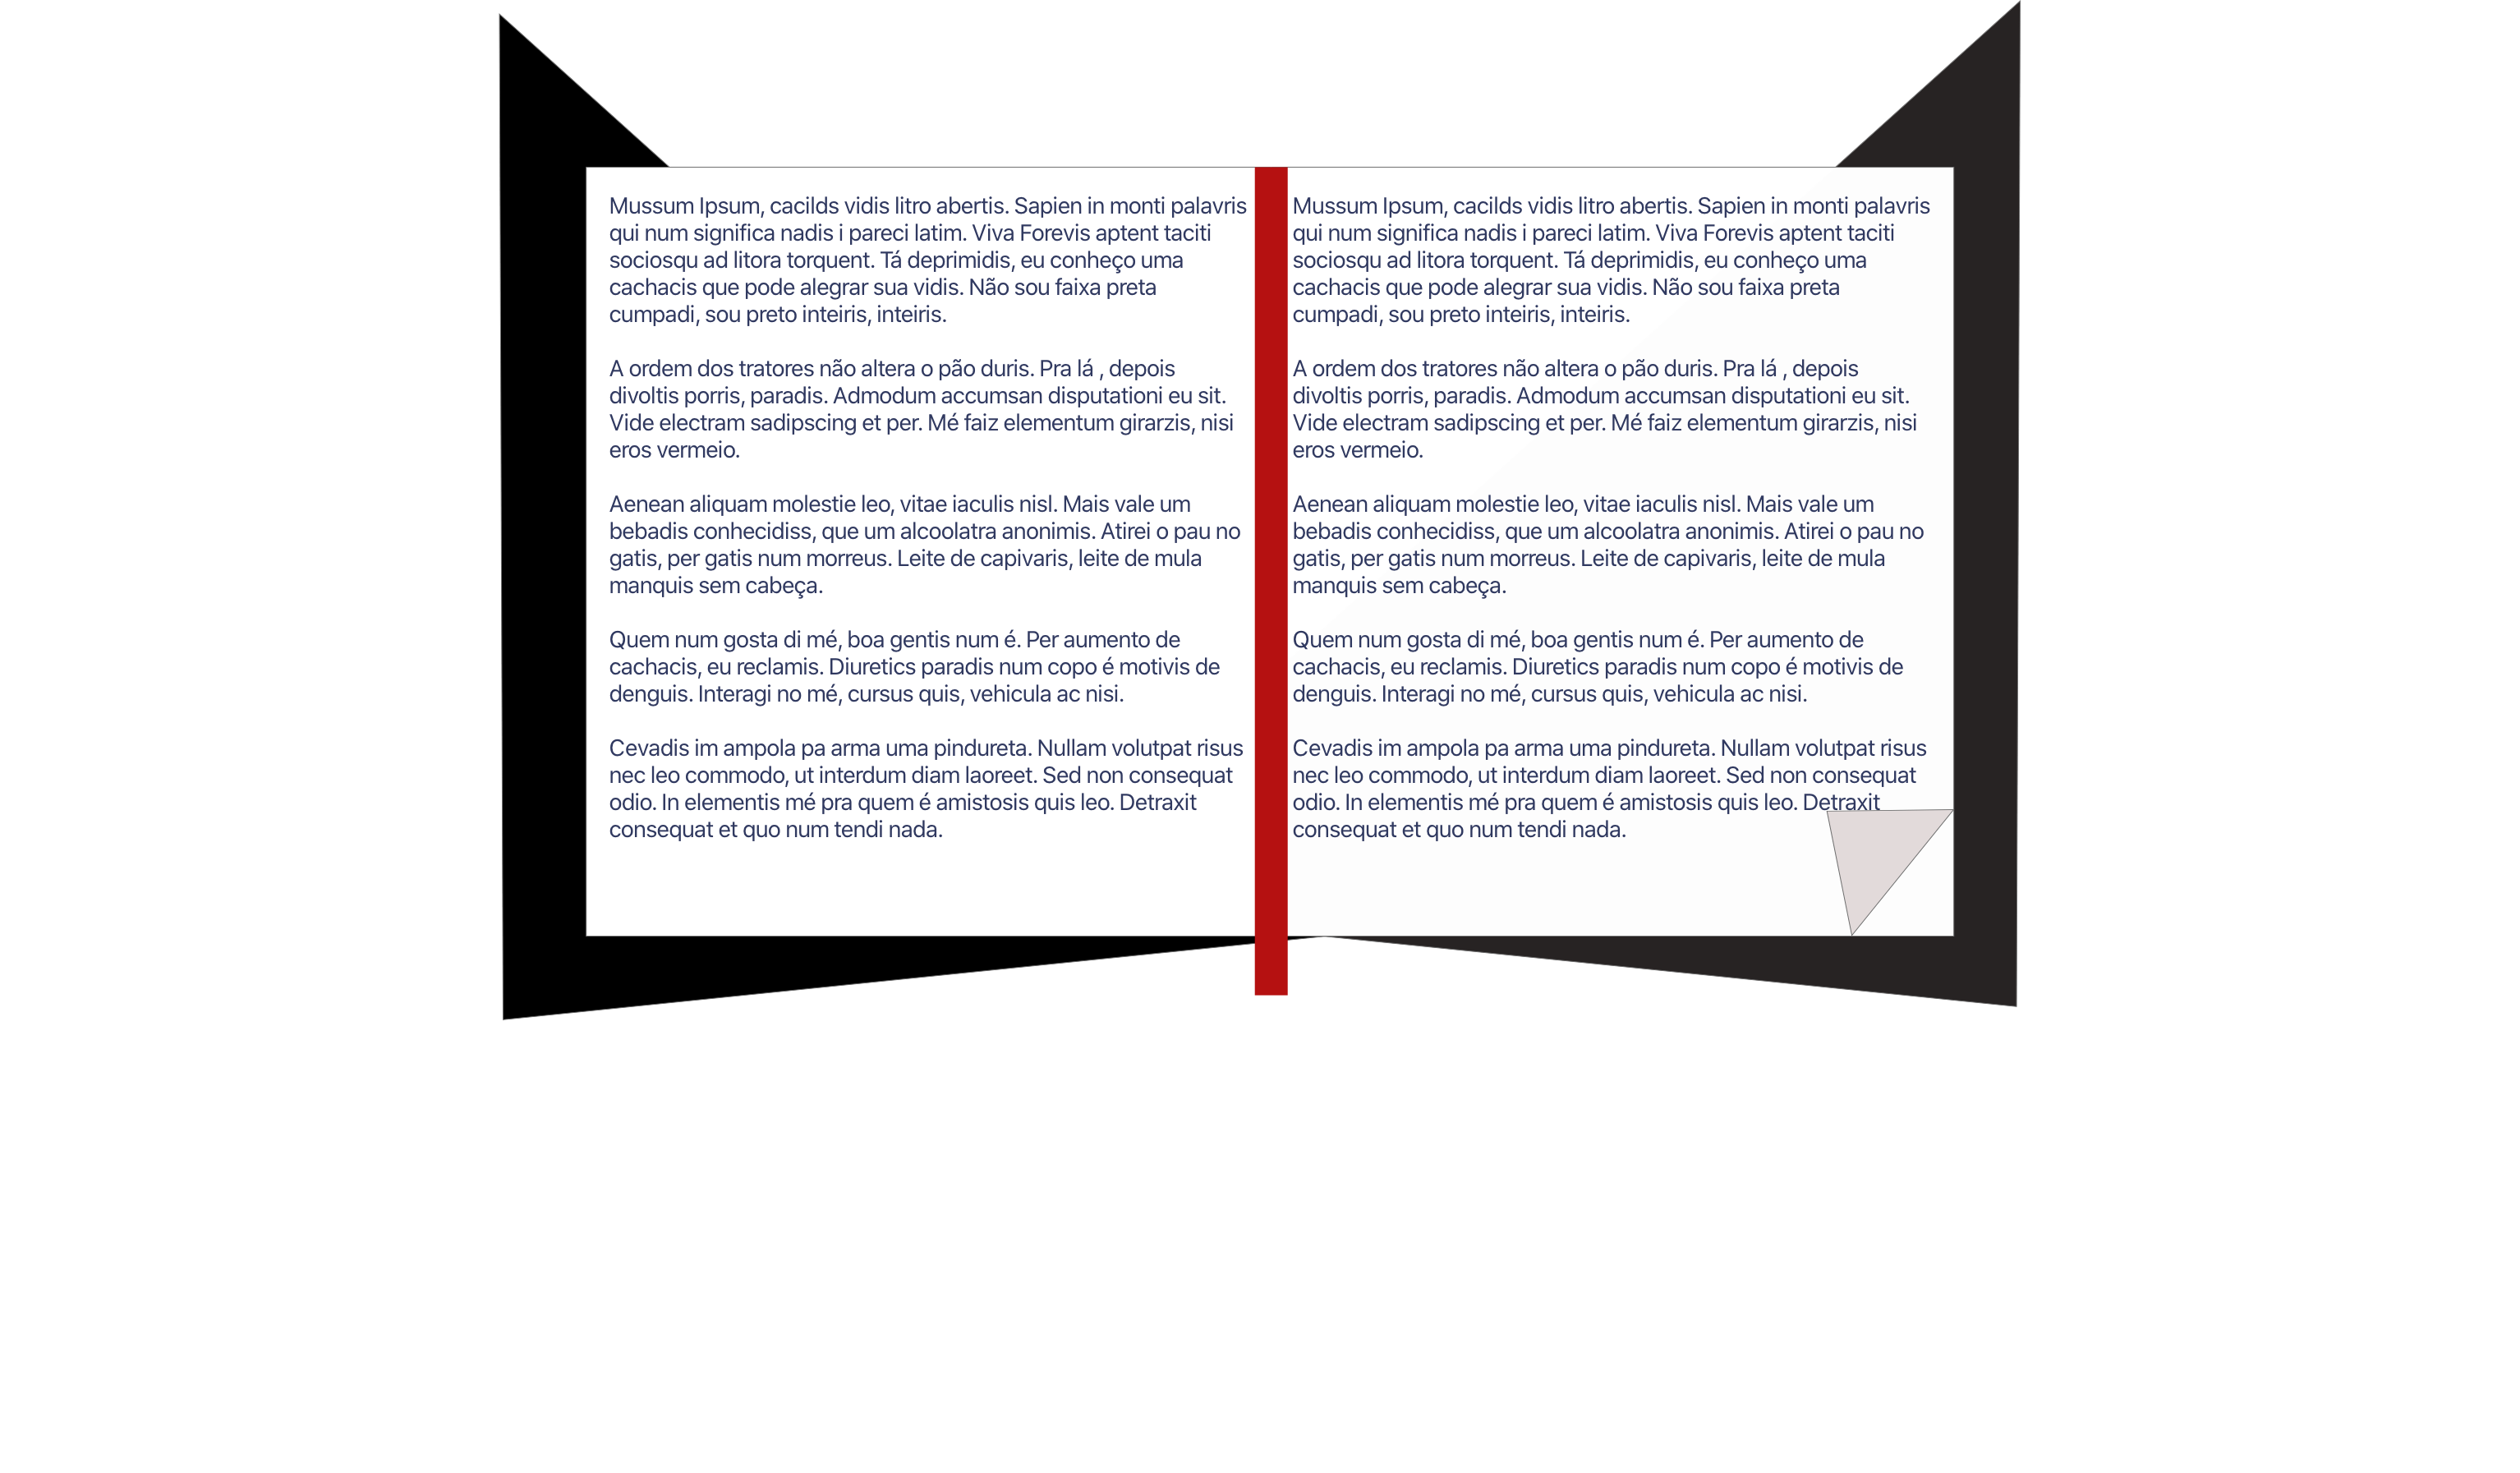 Mussum Ipsum, cacilds vidis litro abertis. Sapien in monti palavris
qui num significa nadis i pareci latim. Viva Forevis aptent taciti
sociosqu ad litora torquent. Tá deprimidis, eu conheço uma
cachacis que pode alegrar sua vidis. Não sou faixa preta
cumpadi, sou preto inteiris, inteiris.
A ordem dos tratores não altera o pão duris. Pra lá , depois
divoltis porris, paradis. Admodum accumsan disputationi eu sit.
Vide electram sadipscing et per. Mé faiz elementum girarzis, nisi
eros vermeio.
Aenean aliquam molestie leo, vitae iaculis nisl. Mais vale um
bebadis conhecidiss, que um alcoolatra anonimis. Atirei o pau no
gatis, per gatis num morreus. Leite de capivaris, leite de mula
manquis sem cabeça.
Quem num gosta di mé, boa gentis num é. Per aumento de
cachacis, eu reclamis. Diuretics paradis num copo é motivis de
denguis. Interagi no mé, cursus quis, vehicula ac nisi.
Cevadis im ampola pa arma uma pindureta. Nullam volutpat risus
nec leo commodo, ut interdum diam laoreet. Sed non consequat
odio. In elementis mé pra quem é amistosis quis leo. Detraxit
consequat et quo num tendi nada.
Mussum Ipsum, cacilds vidis litro abertis. Sapien in monti palavris
qui num significa nadis i pareci latim. Viva Forevis aptent taciti
sociosqu ad litora torquent. Tá deprimidis, eu conheço uma
cachacis que pode alegrar sua vidis. Não sou faixa preta
cumpadi, sou preto inteiris, inteiris.
A ordem dos tratores não altera o pão duris. Pra lá , depois
divoltis porris, paradis. Admodum accumsan disputationi eu sit.
Vide electram sadipscing et per. Mé faiz elementum girarzis, nisi
eros vermeio.
Aenean aliquam molestie leo, vitae iaculis nisl. Mais vale um
bebadis conhecidiss, que um alcoolatra anonimis. Atirei o pau no
gatis, per gatis num morreus. Leite de capivaris, leite de mula
manquis sem cabeça.
Quem num gosta di mé, boa gentis num é. Per aumento de
cachacis, eu reclamis. Diuretics paradis num copo é motivis de
denguis. Interagi no mé, cursus quis, vehicula ac nisi.
Cevadis im ampola pa arma uma pindureta. Nullam volutpat risus
nec leo commodo, ut interdum diam laoreet. Sed non consequat
odio. In elementis mé pra quem é amistosis quis leo. Detraxit
consequat et quo num tendi nada.